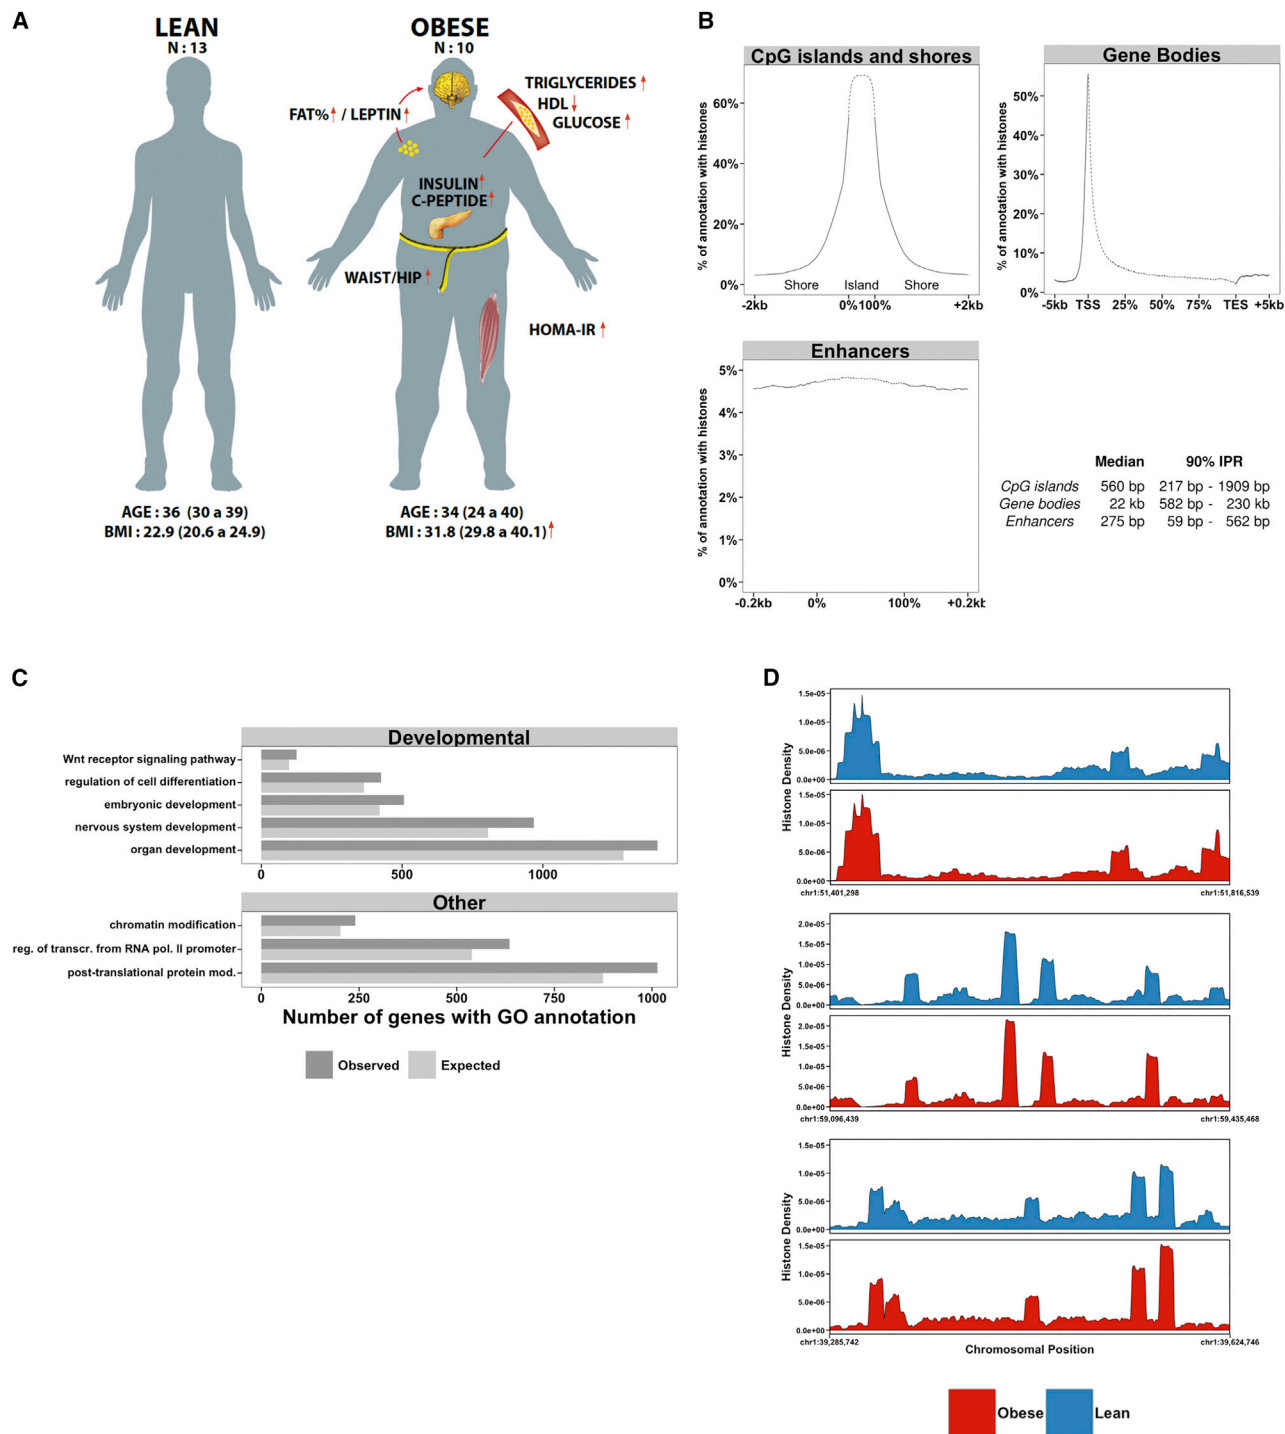 A
LEAN
N : 13
OBESE
N : 10
TRIGLYCERIDES
HDL
GLUCOSE
FAT% / LEPTIN
INSULIN
C-PEPTIDE
WAIST/HIP
HOMA-IR
AGE : 36 (30 a 39)
BMI : 22.9 (20.6 a 24.9)
AGE : 34 (24 a 40)
BMI : 31.8 (29.8 a 40.1)
B
CpG islands and shores
% of annotation with histones
60%
40%
20%
0%
Shore Island Shore
-2kb 0% 100% +2kb
Gene Bodies
% of annotation with histones
50%
40%
30%
20%
10%
0%
-5kb TSS 25% 50% 75% TES +5kb
Enhancers
% of annotation with histones
5%
4%
3%
2%
1%
0%
-0.2kb 0% 100% +0.2kb
Median 90% IPR
CpG islands 560 bp 217 bp - 1909 bp
Gene bodies 22 kb 582 bp - 230 kb
Enhancers 275 bp 59 bp - 562 bp
C
Developmental
Wnt receptor signaling pathway
regulation of cell differentiation
embryonic development
nervous system development
organ development
0 500 1000
Other
chromatin modification
reg. of transcr. from RNA pol. II promoter
post-translational protein mod.
0 250 500 750 1000
Number of genes with GO annotation
Observed Expected
D
Histone Density
1.5e-05
1.0e-05
5.0e-06
0.0e+00
1.5e-05
1.0e-05
5.0e-06
0.0e+00
chr1:51,401,298 chr1:51,816,539
Histone Density
2.0e-05
1.5e-05
1.0e-05
5.0e-06
0.0e+00
2.0e-05
1.5e-05
1.0e-05
5.0e-06
0.0e+00
chr1:59,096,439 chr1:59,435,468
Histone Density
1.5e-05
1.0e-05
5.0e-06
0.0e+00
1.5e-05
1.0e-05
5.0e-06
0.0e+00
chr1:39,285,742 chr1:39,624,746
Chromosomal Position
Obese Lean